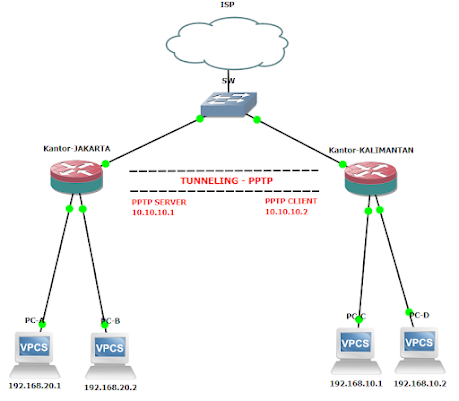 ISP
SW
Kantor-JAKARTA
Kantor-KALIMANTAN
TUNNELING - PPTP
PPTP SERVER
10.10.10.1
PPTP CLIENT
10.10.10.2
PC-A
PC-B
PC-C
PC-D
VPCS
VPCS
VPCS
VPCS
192.168.20.1
192.168.20.2
192.168.10.1
192.168.10.2